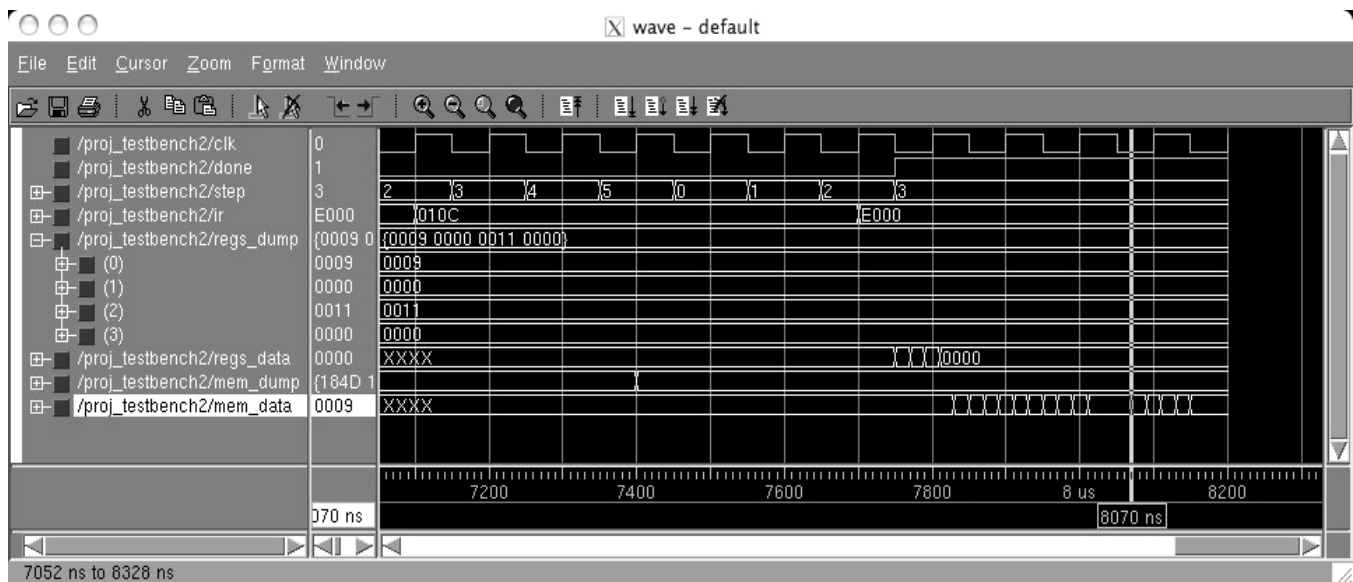 X wave – default
File Edit Cursor Zoom Format Window
/proj_testbench2/clk 0
/proj_testbench2/done 1
/proj_testbench2/step 3 2 3 4 5 0 1 2 3
/proj_testbench2/ir E000 010C E000
/proj_testbench2/regs_dump {0009 0 {0009 0000 0011 0000}
(0) 0009 0009
(1) 0000 0000
(2) 0011 0011
(3) 0000 0000
/proj_testbench2/regs_data 0000 XXXX 0000
/proj_testbench2/mem_dump {184D 1
/proj_testbench2/mem_data 0009 XXXX
7200 7400 7600 7800 8 us 8200
070 ns 8070 ns
7052 ns to 8328 ns